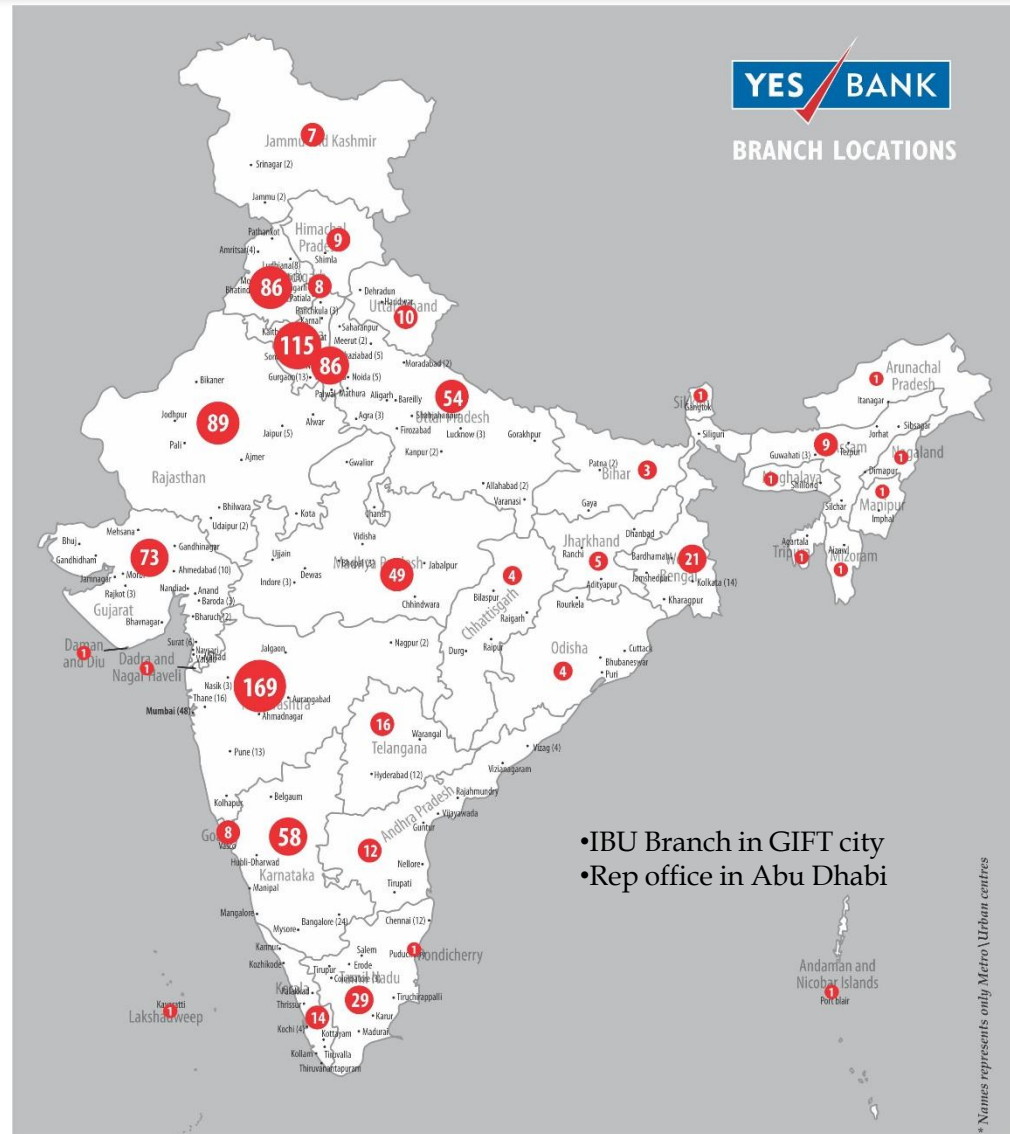 YES BANK
BRANCH LOCATIONS
7
Jammu and Kashmir
Srinagar (2)
Jammu (2)
Himachal
Pradesh
9
Shimla
Pathankot
Amritsar(4)
Ludhiana(8)
86
Patiala
8
Panchkula (3)
Karnal
Dehradun
Haridwar
10
Saharanpur
Meerut (2)
115
86
Gurgaon(13)
Noida (5)
Palwal
Mathura
Moradabad (2)
Aligarh
Bareilly
54
Shahjahanpur
Uttar Pradesh
Agra (3)
Firozabad
Lucknow (3)
Gorakhpur
Kanpur (2)
Allahabad (2)
Varanasi
Jhansi
Bikaner
Jodhpur
89
Alwar
Jaipur (5)
Pali
Ajmer
Rajasthan
Bhilwara
Udaipur (2)
Kota
Gwalior
Arunachal
Pradesh
1
Itanagar
1
Gangtok
Siliguri
Jorhat
Sibsagar
9
Guwahati (3)
Tezpur
Nagaland
1
Dimapur
Meghalaya
1
Shillong
1
Manipur
Imphal
Silchar
Agartala
Tripura
1
Aizawl
Mizoram
1
Patna (2)
Bihar
3
Gaya
Jharkhand
Ranchi
5
Dhanbad
Adityapur
Jamshedpur
Bardhaman
Bengal
21
Kolkata (14)
Kharagpur
Mehsana
Bhuj
Gandhidham
73
Gandhinagar
Ahmedabad (10)
Jamnagar
Rajkot (3)
Nandiad
Anand
Baroda (3)
Gujarat
Bhavnagar
Bharuch (2)
Surat (6)
Navsari
Daman
and Diu
1
Dadra and
Nagar Haveli
1
Vidisha
Ujjain
Dewas
Indore (3)
Madhya Pradesh
49
Jabalpur
Chhindwara
4
Bilaspur
Chhattisgarh
Raigarh
Raipur
Durg
Rourkela
Odisha
4
Cuttack
Bhubaneswar
Puri
Nagpur (2)
Jalgaon
Nasik (3)
169
Aurangabad
Thane (16)
Ahmadnagar
Mumbai (48)
Pune (13)
Kolhapur
16
Telangana
Warangal
Hyderabad (12)
Vizag (4)
Vizianagaram
Rajahmundry
Andhra Pradesh
Vijayawada
Guntur
12
Nellore
Tirupati
8
Vasco
Belgaum
58
Hubli-Dharwad
Karnataka
Manipal
Mangalore
Bangalore (24)
Mysore
•IBU Branch in GIFT city
•Rep office in Abu Dhabi
Chennai (12)
1
Pondicherry
Salem
Erode
Tirupur
Tamil Nadu
29
Tiruchirappalli
Karur
Madurai
Kannur
Kozhikode
Kerala
Palakkad
Thrissur
14
Kochi (4)
Kottayam
Tiruvalla
Kollam
Thiruvanantapuram
Kavaratti
1
Lakshadweep
Andaman and
Nicobar Islands
1
Port blair
* Names represents only Metro\Urban centres